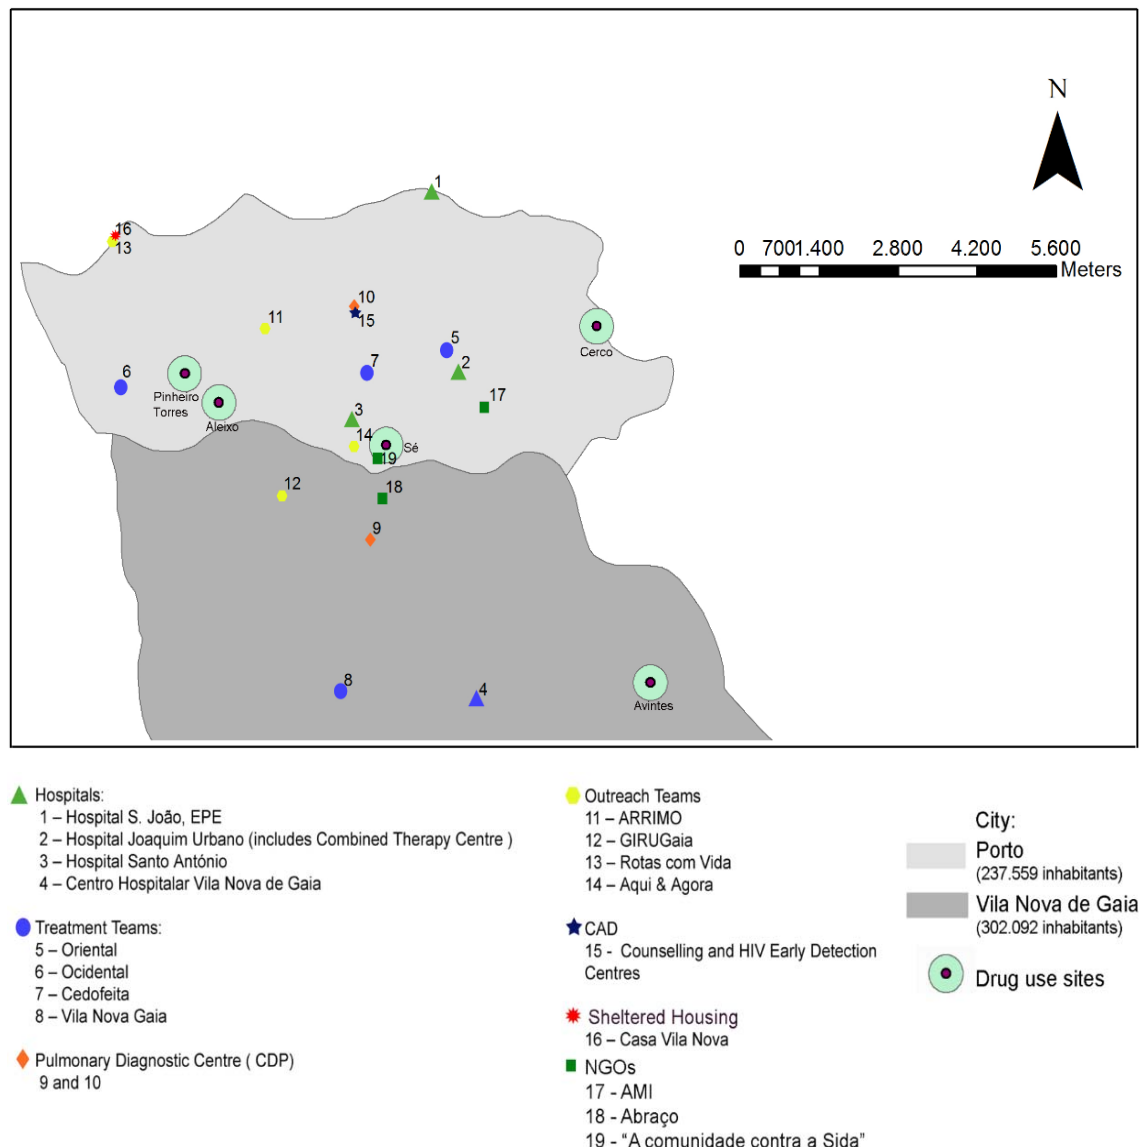 N
0 7001.400 2.800 4.200 5.600
Meters
1
16
13
10
15
11
5
Cerco
2
7
6
17
Pinheiro
Torres
Aleixo
3
14
Sé
19
12
18
9
8
4
Avintes
Hospitals:
1 – Hospital S. João, EPE
2 – Hospital Joaquim Urbano (includes Combined Therapy Centre )
3 – Hospital Santo António
4 – Centro Hospitalar Vila Nova de Gaia
Treatment Teams:
5 – Oriental
6 – Ocidental
7 – Cedofeita
8 – Vila Nova Gaia
Pulmonary Diagnostic Centre ( CDP)
9 and 10
Outreach Teams
11 – ARRIMO
12 – GIRUGaia
13 – Rotas com Vida
14 – Aqui & Agora
CAD
15 - Counselling and HIV Early Detection
Centres
Sheltered Housing
16 – Casa Vila Nova
NGOs
17 - AMI
18 - Abraço
19 - “A comunidade contra a Sida”
City:
Porto
(237.559 inhabitants)
Vila Nova de Gaia
(302.092 inhabitants)
Drug use sites